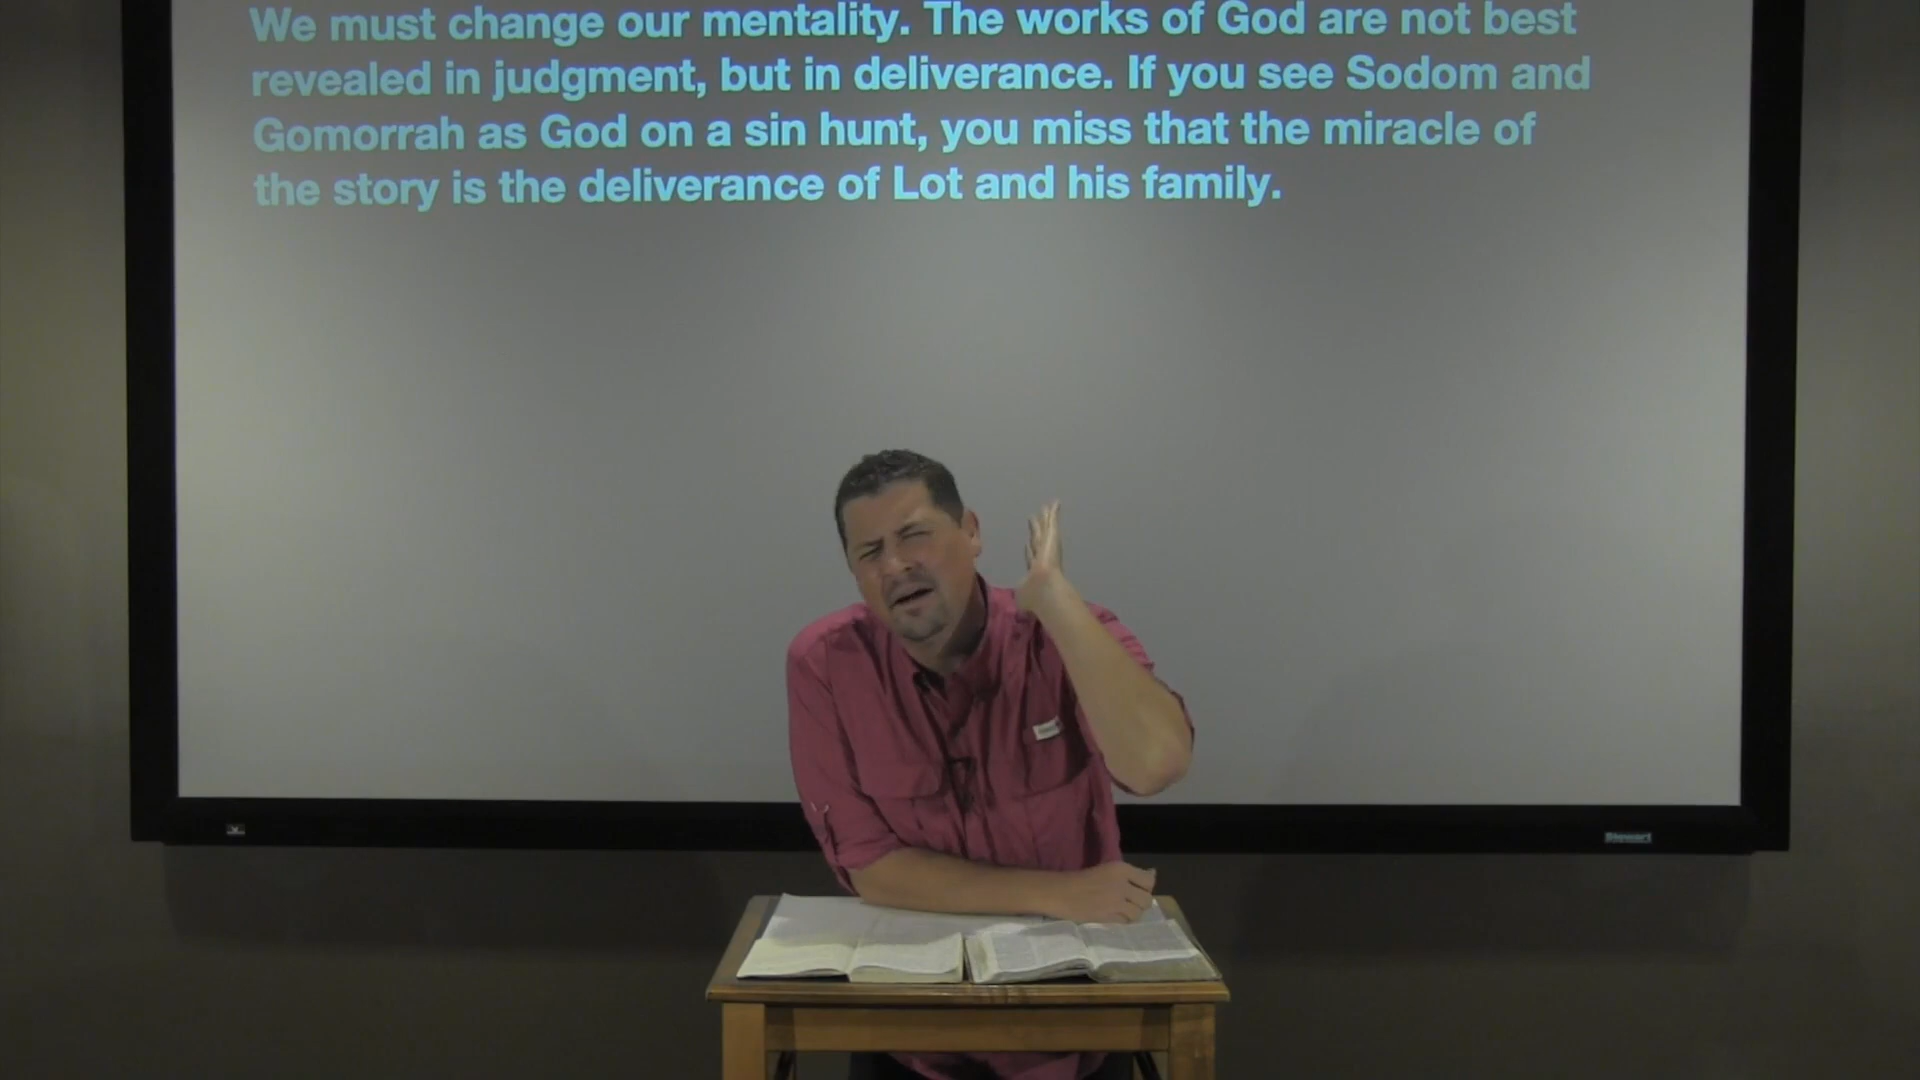 We must change our mentality. The works of God are not best
revealed in judgment, but in deliverance. If you see Sodom and
Gomorrah as God on a sin hunt, you miss that the miracle of
the story is the deliverance of Lot and his family.
Stewart